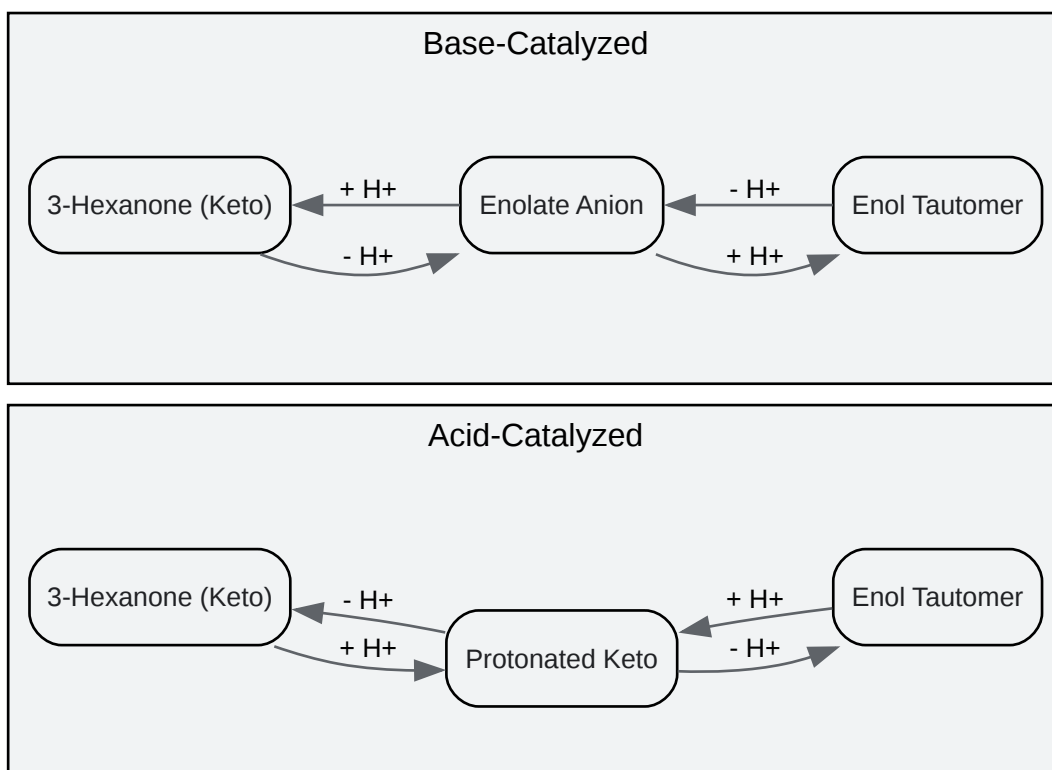 Base-Catalyzed
+ H+
- H+
3-Hexanone (Keto)
Enolate Anion
Enol Tautomer
- H+
+ H+
Acid-Catalyzed
- H+
+ H+
3-Hexanone (Keto)
Enol Tautomer
+ H+
- H+
Protonated Keto